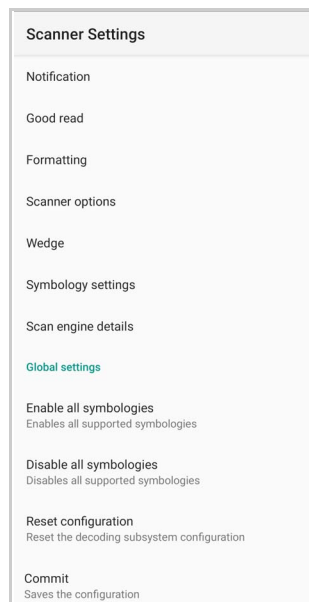 Scanner Settings
Notification
Good read
Formatting
Scanner options
Wedge
Symbology settings
Scan engine details
Global settings
Enable all symbologies
Enables all supported symbologies
Disable all symbologies
Disables all supported symbologies
Reset configuration
Reset the decoding subsystem configuration
Commit
Saves the configuration